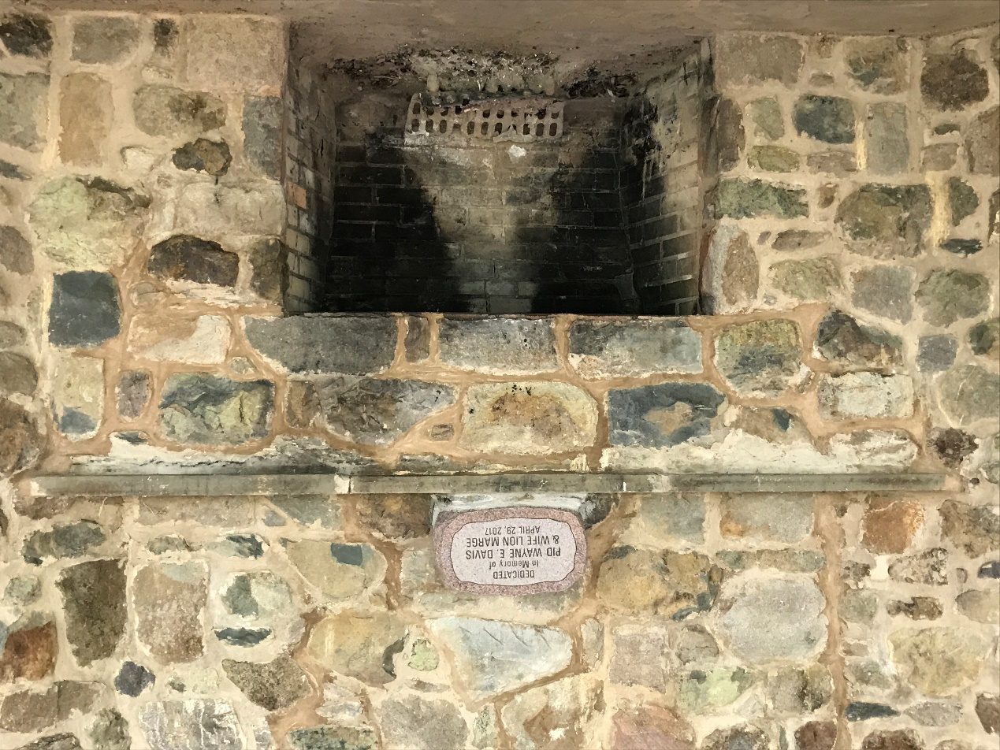 DEDICATED
In Memory of
PID WAYNE E. DAVIS
& WIFE LION MARGE
APRIL 29, 2017